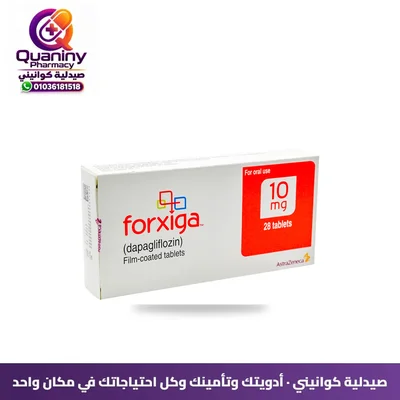 Quaniny
Pharmacy
صيدلية كوانيني
01036181518
For oral use
10
mg
28 tablets
forxiga™
(dapagliflozin)
Film-coated tablets
AstraZeneca
صيدلية كوانيني - أدويتك وتأمينك وكل احتياجاتك في مكان واحد